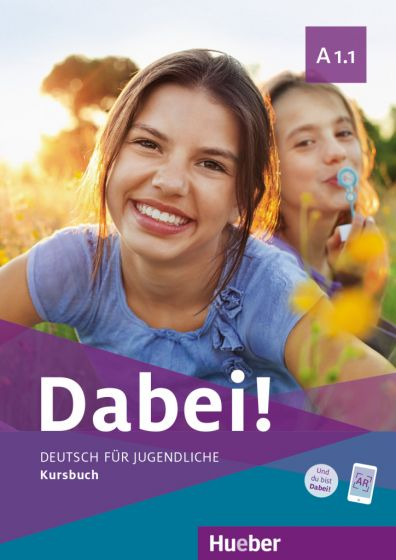 A 1.1
Dabei!
DEUTSCH FÜR JUGENDLICHE
Kursbuch
Und
du bist
Dabei!
AR
Hueber